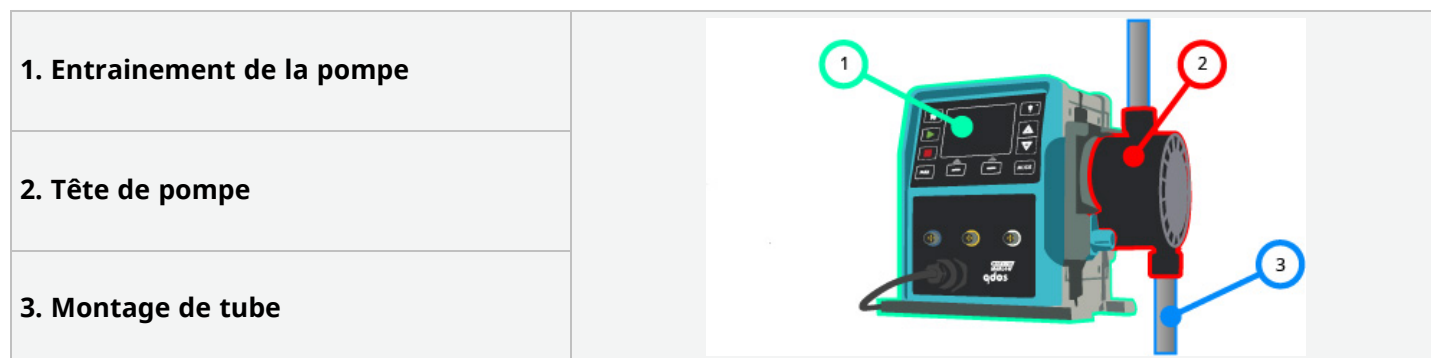 1. Entrainement de la pompe
2. Tête de pompe
3. Montage de tube
1
2
3
qdos